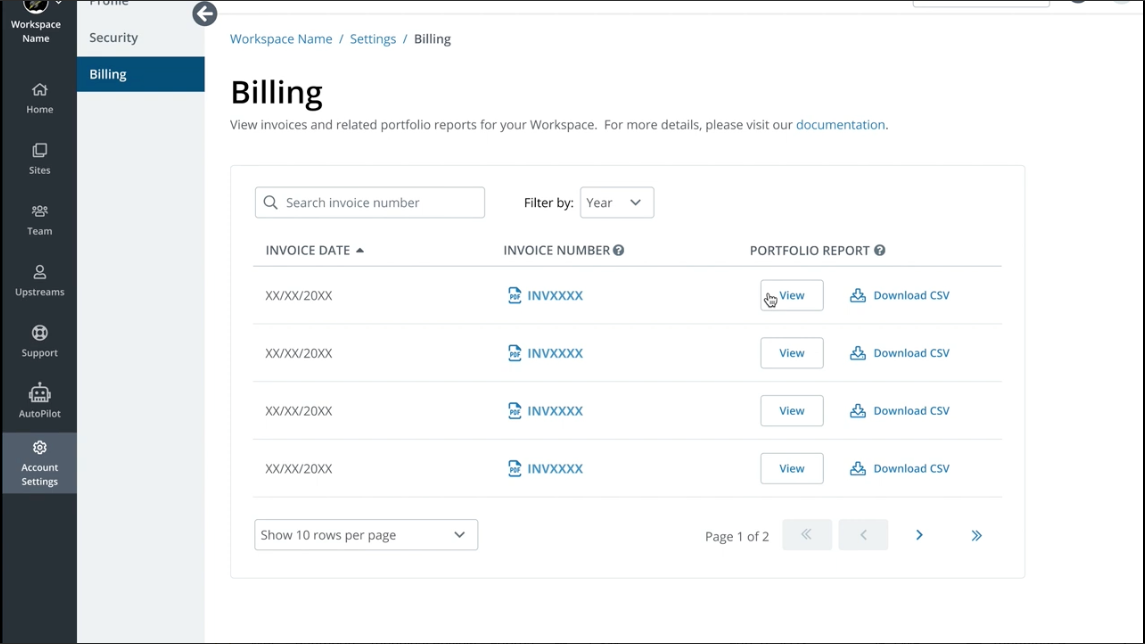 Workspace
Name
Home
Sites
Team
Upstreams
Support
AutoPilot
Account
Settings
Profile
Security
Billing
Workspace Name / Settings / Billing
Billing
View invoices and related portfolio reports for your Workspace. For more details, please visit our documentation.
Search invoice number
Filter by: Year
INVOICE DATE INVOICE NUMBER ? PORTFOLIO REPORT ?
XX/XX/20XX PDF INVXXXX View Download CSV
XX/XX/20XX PDF INVXXXX View Download CSV
XX/XX/20XX PDF INVXXXX View Download CSV
XX/XX/20XX PDF INVXXXX View Download CSV
Show 10 rows per page Page 1 of 2